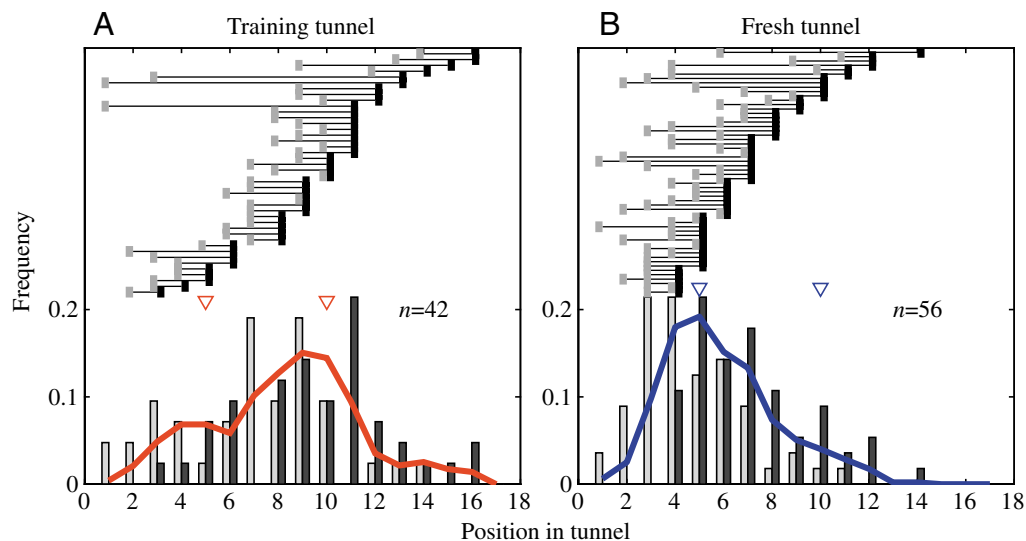 A
Training tunnel
B
Fresh tunnel
Frequency
n=42
n=56
0.2
0.1
0
0 2 4 6 8 10 12 14 16 18
0.2
0.1
0
0 2 4 6 8 10 12 14 16 18
Position in tunnel